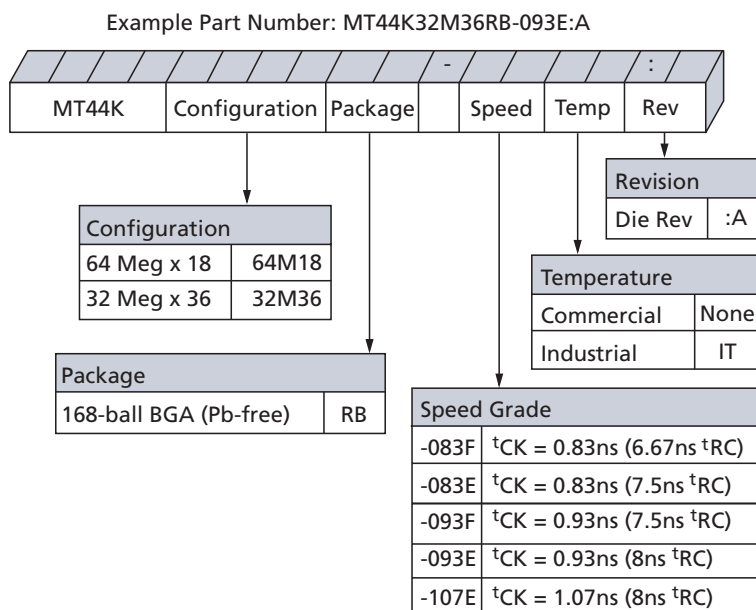 Example Part Number: MT44K32M36RB-093E:A
- :
MT44K Configuration Package Speed Temp Rev
Revision
Die Rev :A
Configuration
64 Meg x 18 64M18
32 Meg x 36 32M36
Temperature
Commercial None
Industrial IT
Package
168-ball BGA (Pb-free) RB
Speed Grade
-083F tCK = 0.83ns (6.67ns tRC)
-083E tCK = 0.83ns (7.5ns tRC)
-093F tCK = 0.93ns (7.5ns tRC)
-093E tCK = 0.93ns (8ns tRC)
-107E tCK = 1.07ns (8ns tRC)